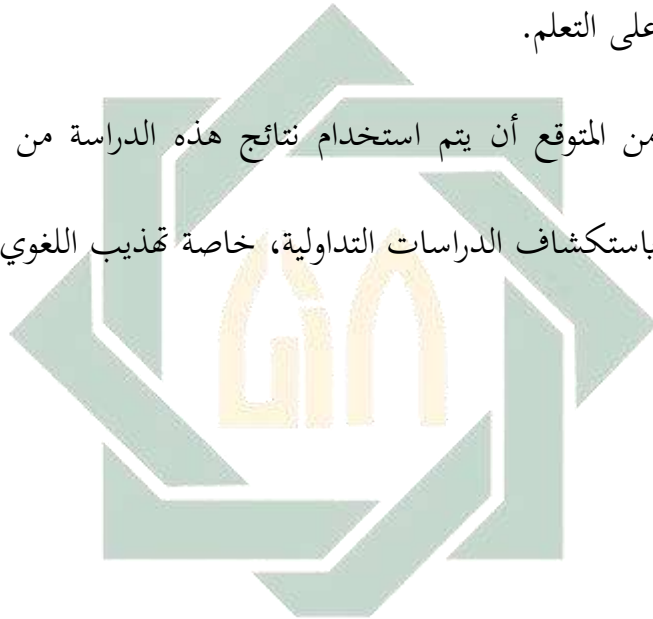 على التعلم.
من المتوقع أن يتم استخدام نتائج هذه الدراسة من
باستكشاف الدراسات التداولية، خاصة تهذيب اللغوي